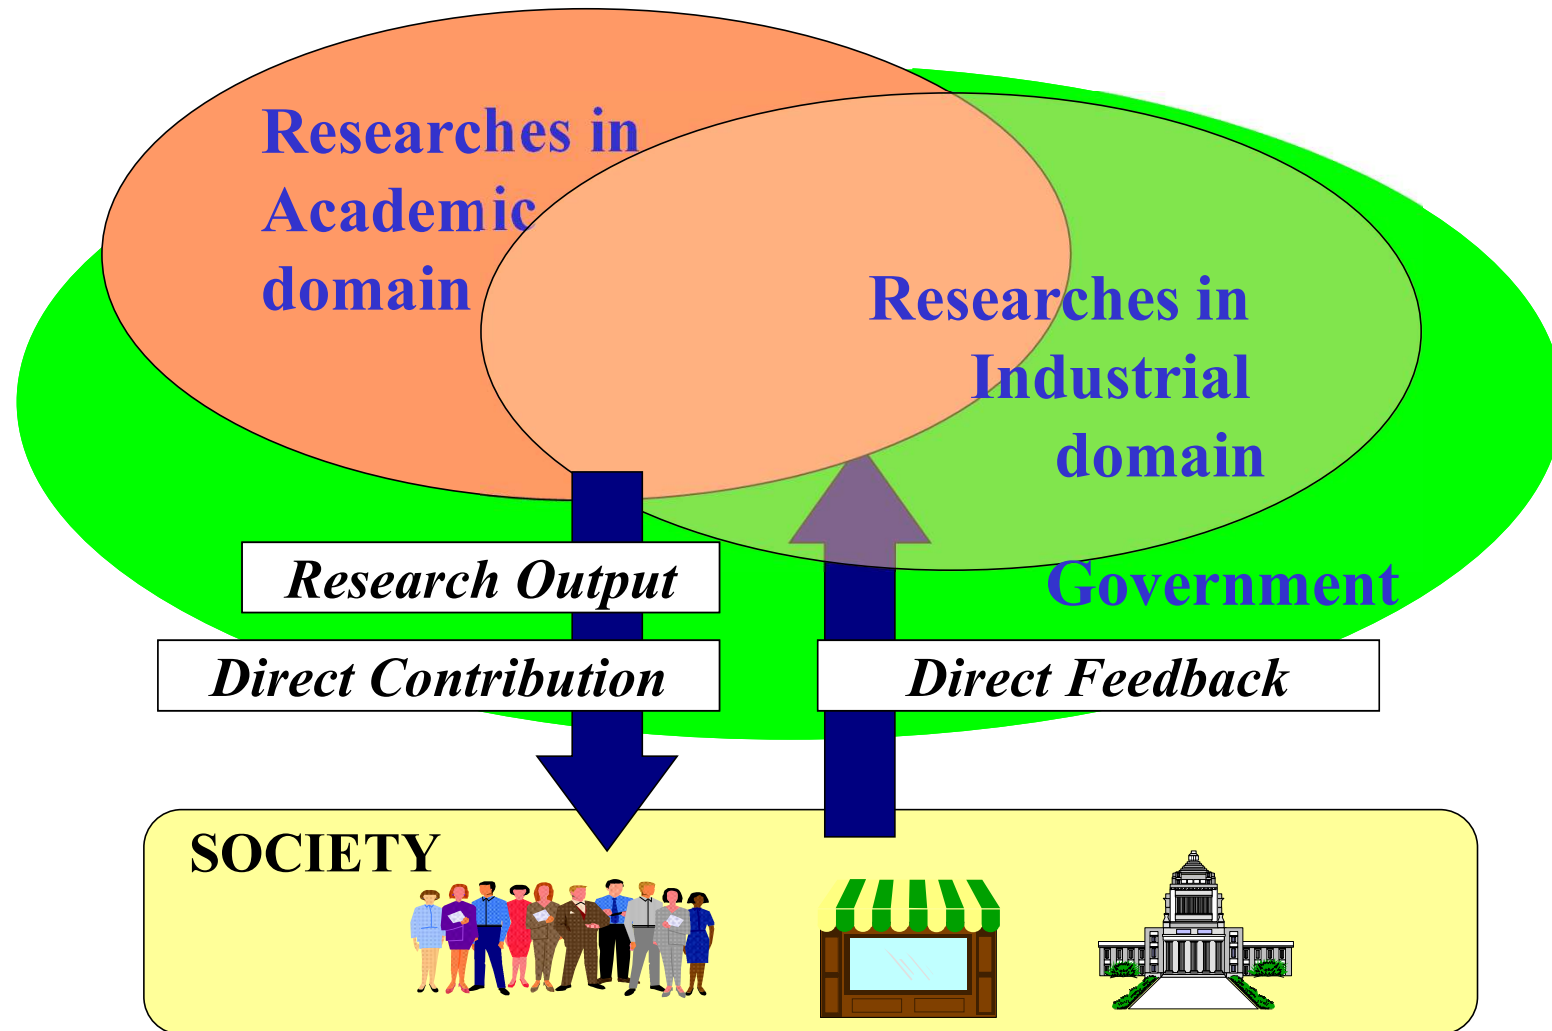 Researches in
Academic
domain
Researches in
Industrial
domain
Research Output
Government
Direct Contribution
Direct Feedback
SOCIETY